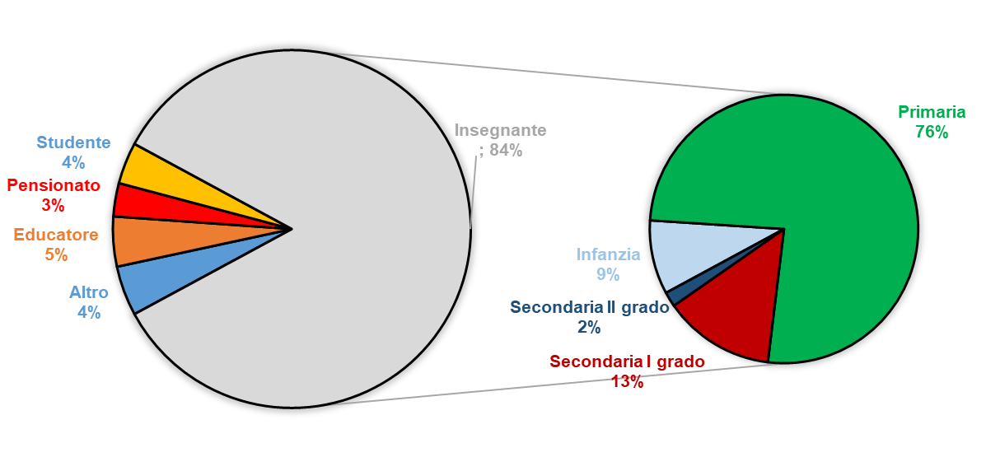 Studente
4%
Pensionato
3%
Educatore
5%
Altro
4%
Insegnante
; 84%
Primaria
76%
Infanzia
9%
Secondaria II grado
2%
Secondaria I grado
13%